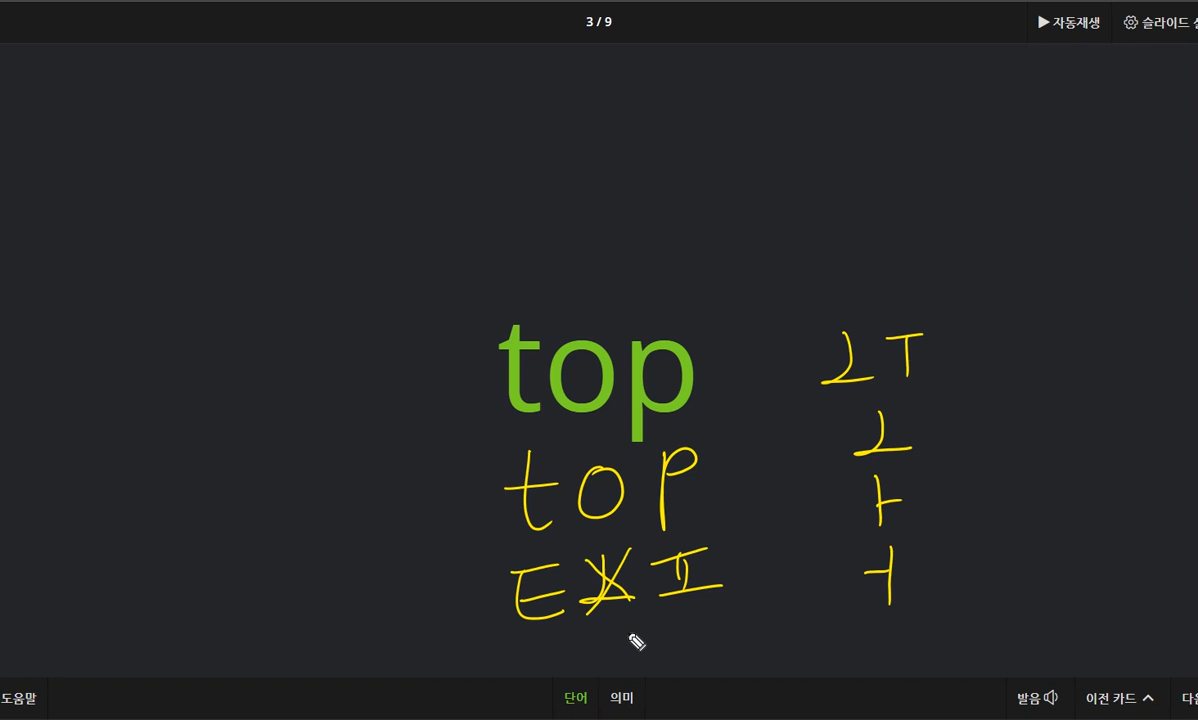 3 / 9
자동재생
슬라이드
top
top
ㅌ ㅗ ㅍ
ㅗ ㅜ
ㅗ
ㅏ
ㅓ
도움말
단어
의미
발음
이전 카드